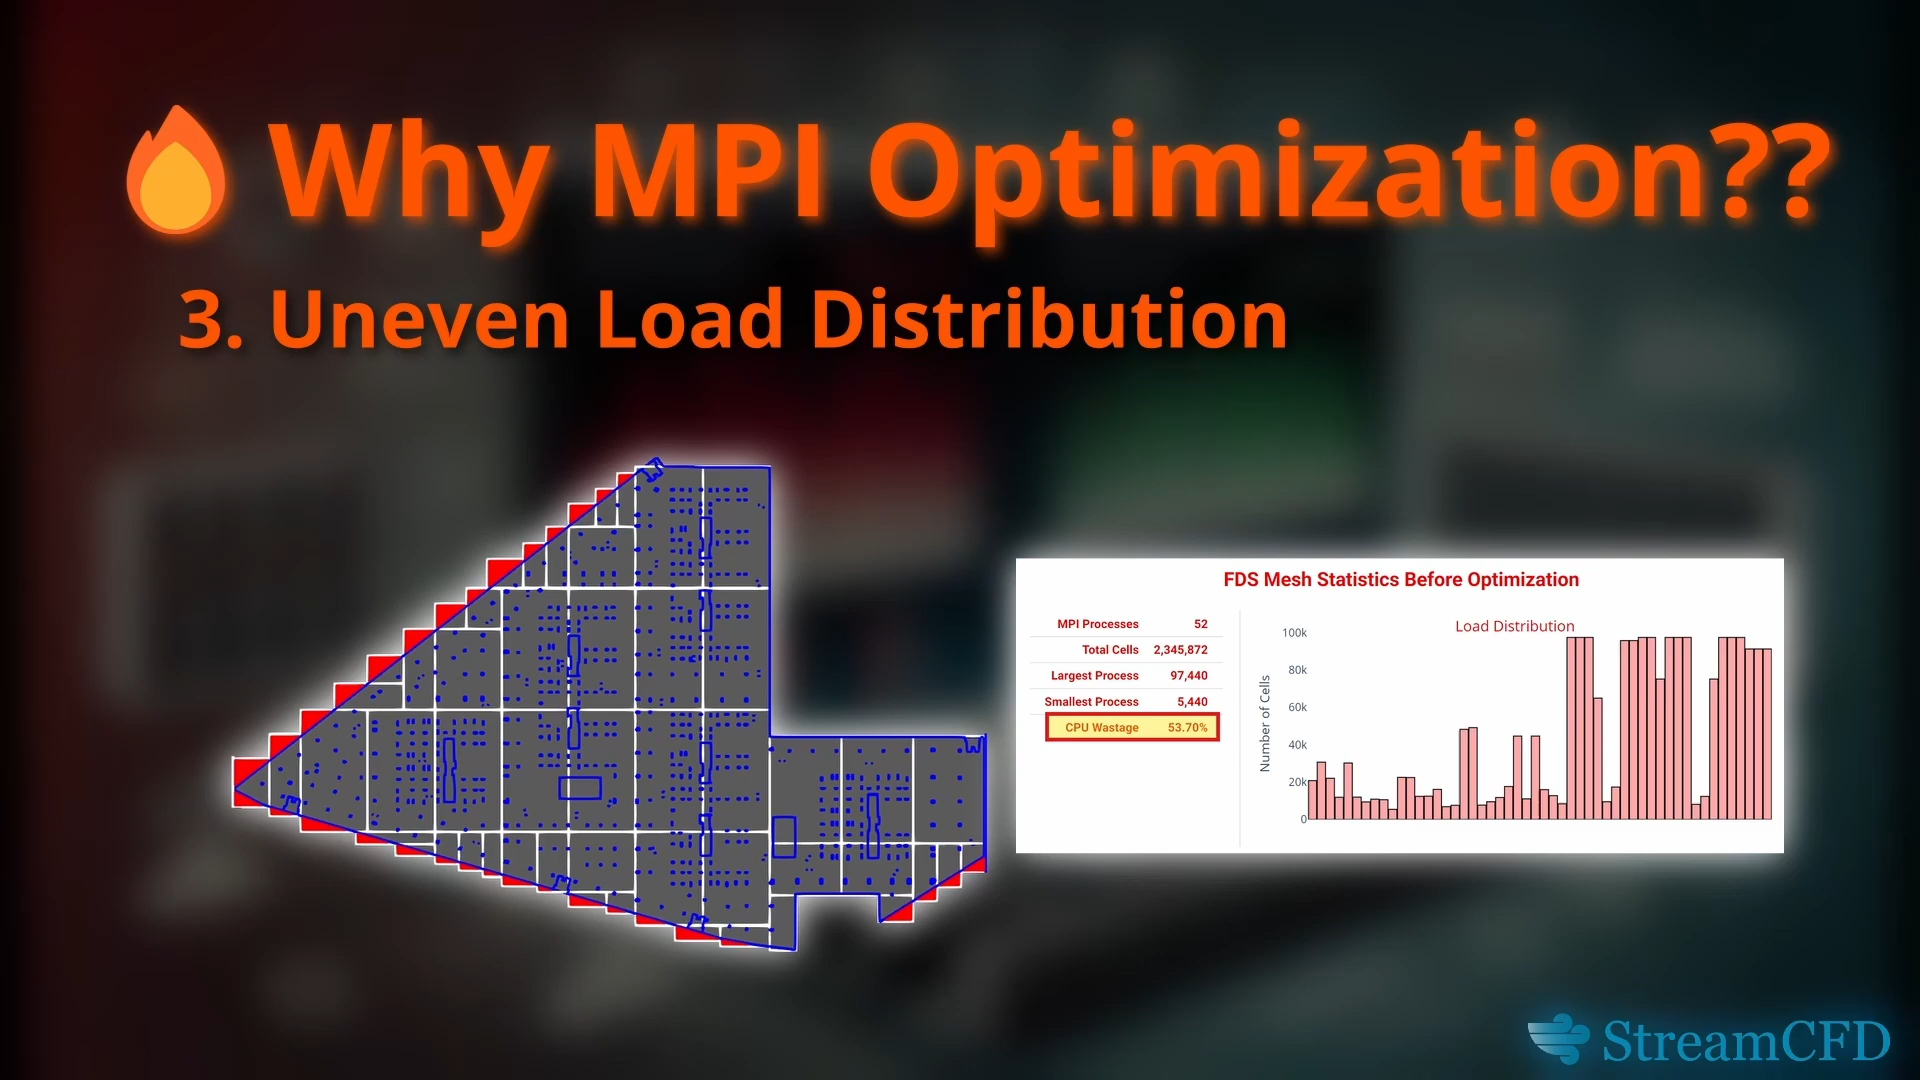 Why MPI Optimization??
3. Uneven Load Distribution
FDS Mesh Statistics Before Optimization
MPI Processes 52
Total Cells 2,345,872
Largest Process 97,440
Smallest Process 5,440
CPU Wastage 53.70%
Load Distribution
Number of Cells
100k
80k
60k
40k
20k
0
StreamCFD